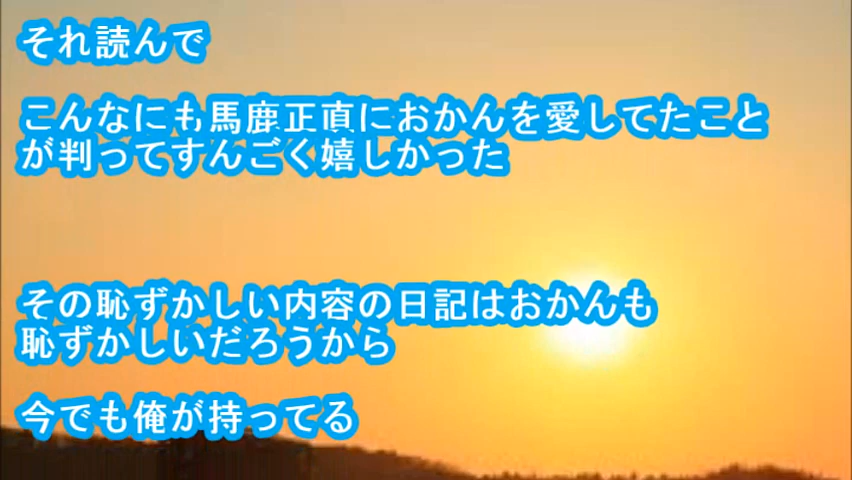 それ読んで
こんなにも馬鹿正直におかんを愛してたこと
が判ってすんごく嬉しかった
その恥ずかしい内容の日記はおかんも
恥ずかしいだろうから
今でも俺が持ってる